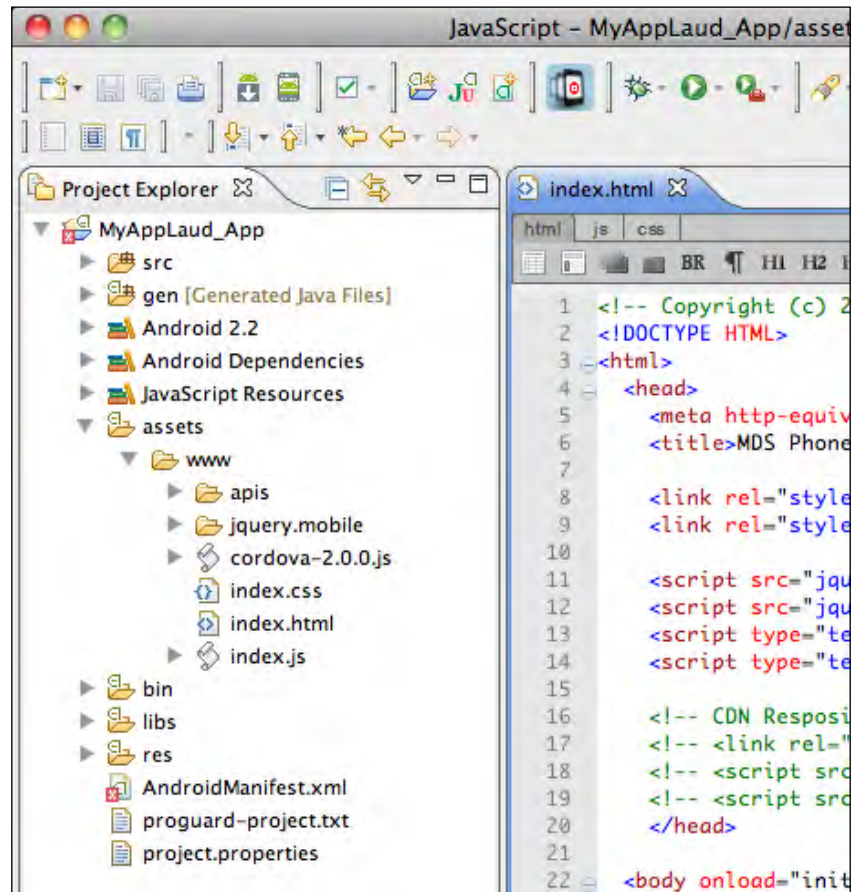 JavaScript - MyAppLaud_App/asset
Project Explorer
MyAppLaud_App
src
gen [Generated Java Files]
Android 2.2
Android Dependencies
JavaScript Resources
assets
www
apis
jquery.mobile
cordova-2.0.0.js
index.css
index.html
index.js
bin
libs
res
AndroidManifest.xml
proguard-project.txt
project.properties
index.html
html js css
BR ¶ H1 H2
1 <!-- Copyright (c) 2
2 <!DOCTYPE HTML>
3 <html>
4 <head>
5 <meta http-equiv
6 <title>MDS Phone
7
8 <link rel="style
9 <link rel="style
10
11 <script src="jqu
12 <script src="jqu
13 <script type="te
14 <script type="te
15
16 <!-- CDN Resposi
17 <!-- <link rel="
18 <!-- <script src
19 <!-- <script src
20 </head>
21
22 <body onload="init